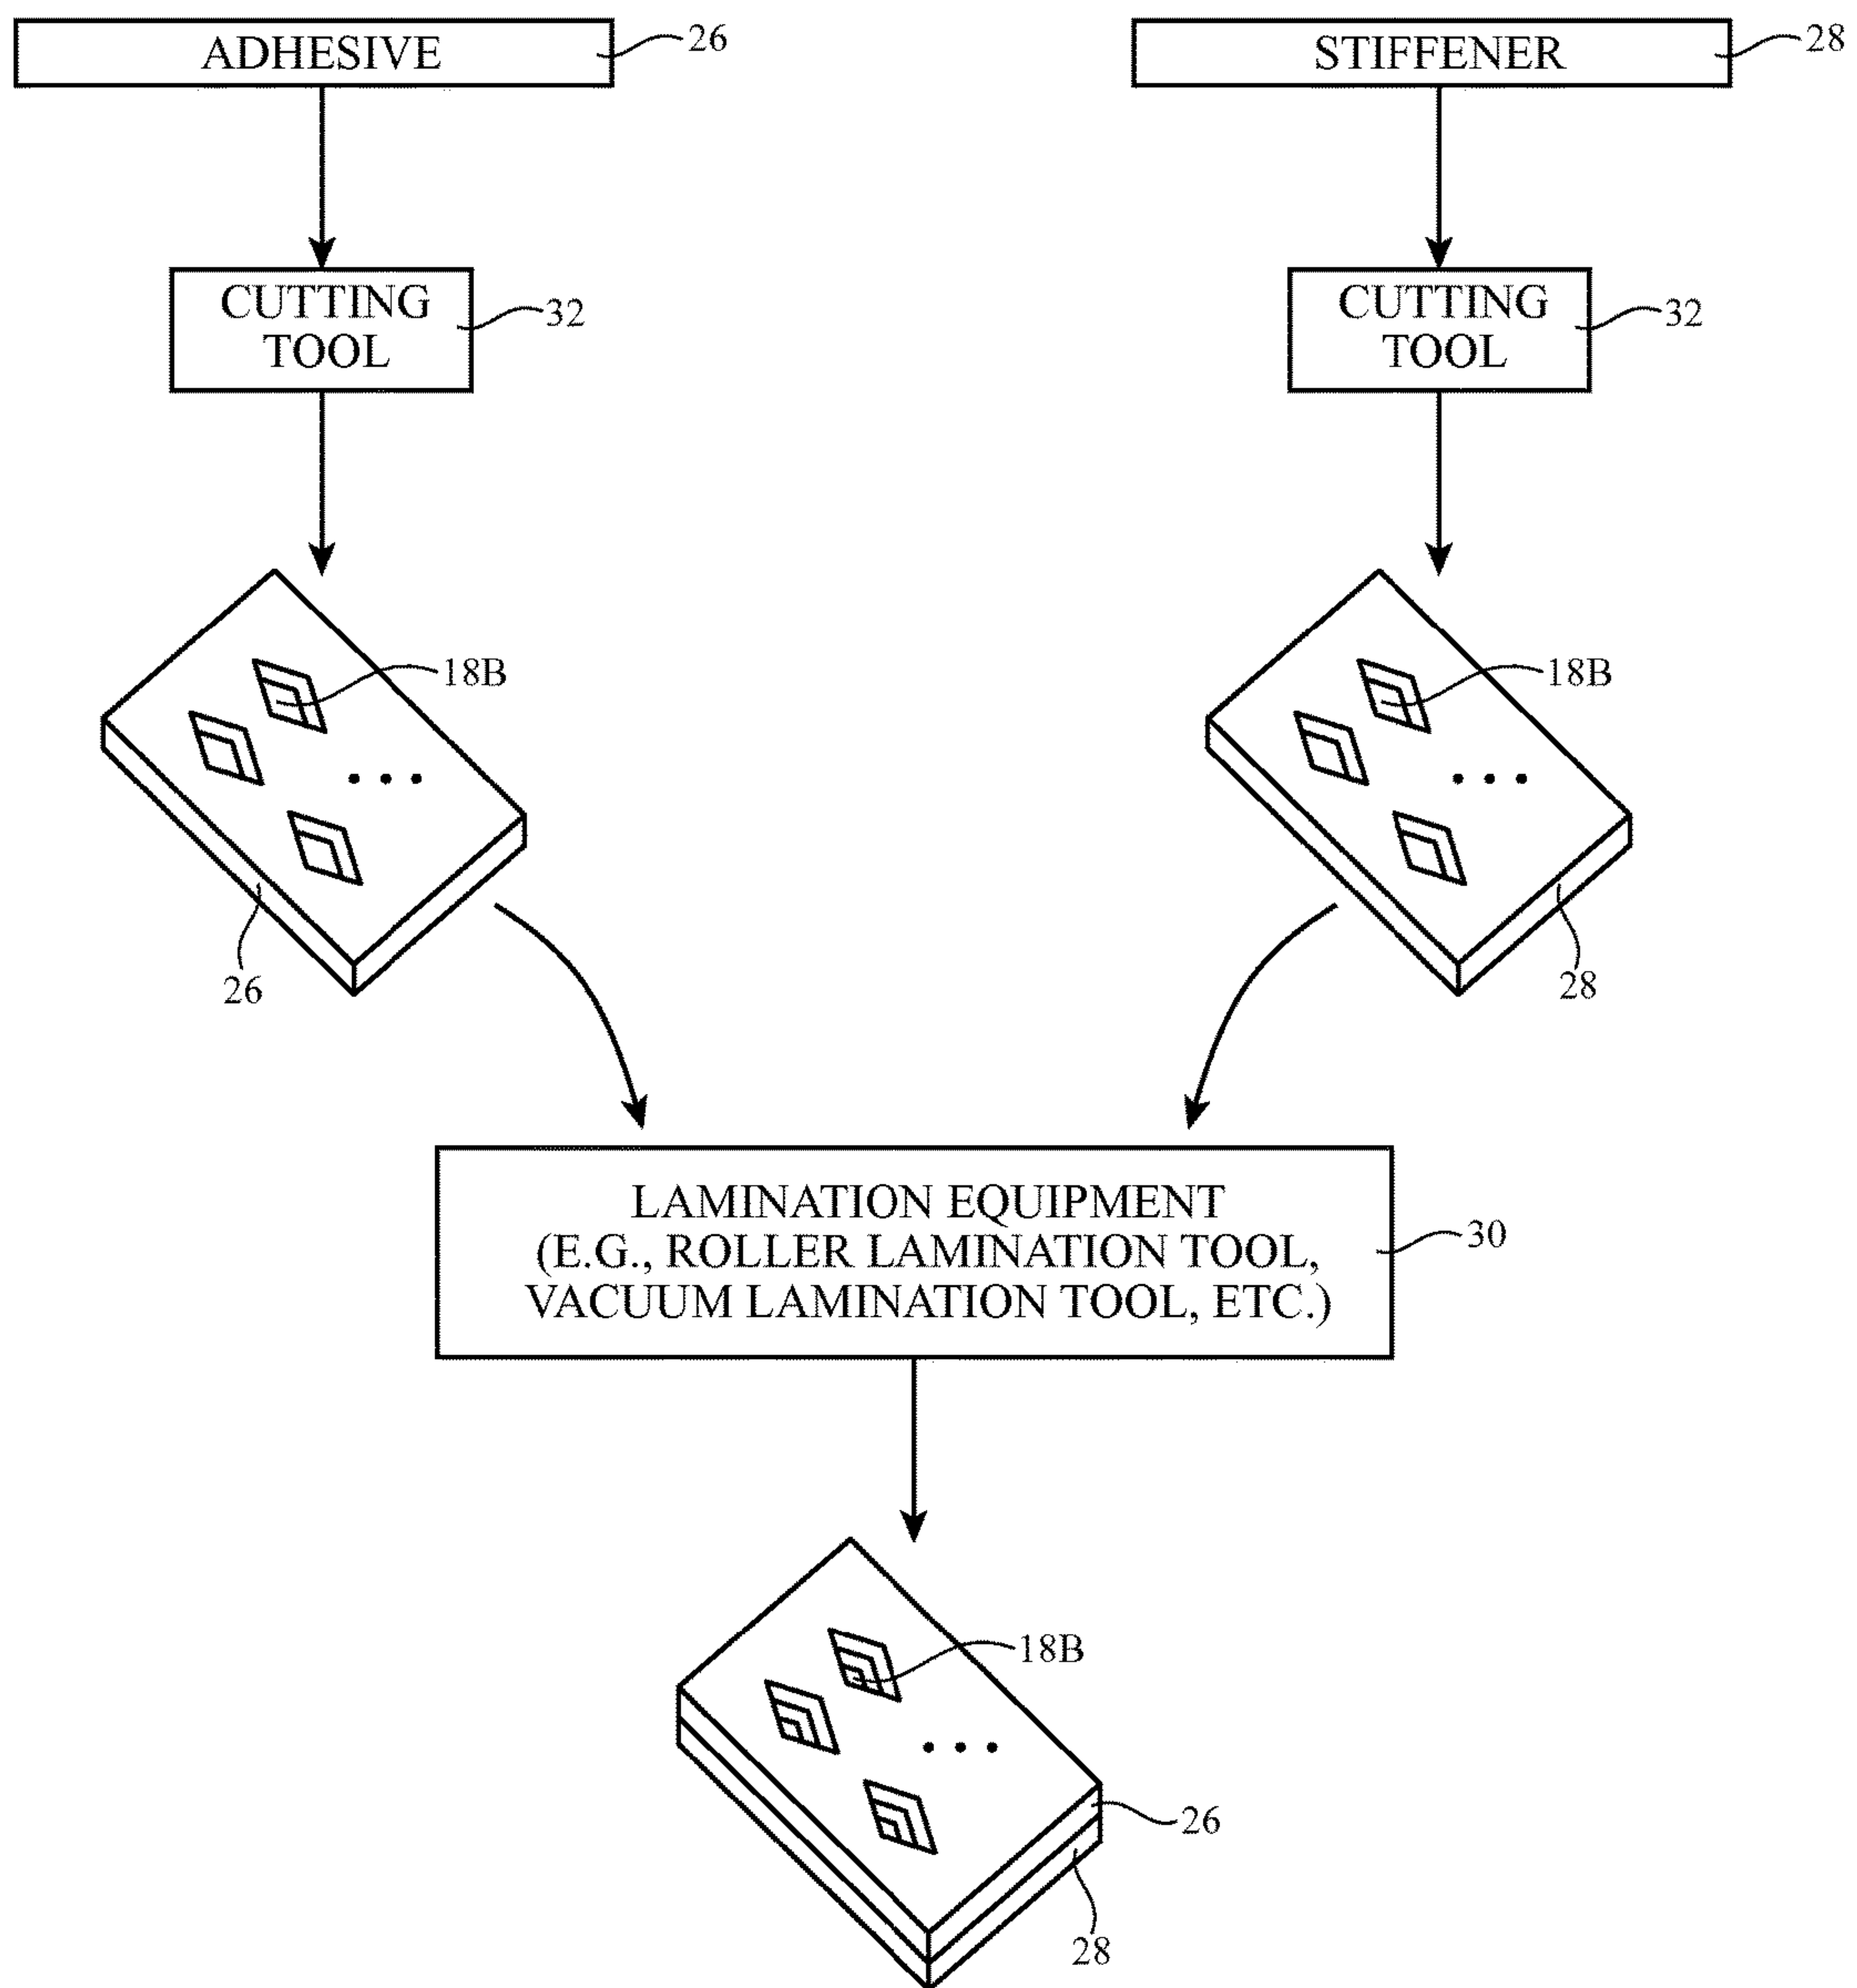 ADHESIVE
26
STIFFENER
28
CUTTING
TOOL
32
CUTTING
TOOL
32
18B
18B
26
28
LAMINATION EQUIPMENT
(E.G., ROLLER LAMINATION TOOL,
VACUUM LAMINATION TOOL, ETC.)
30
18B
26
28